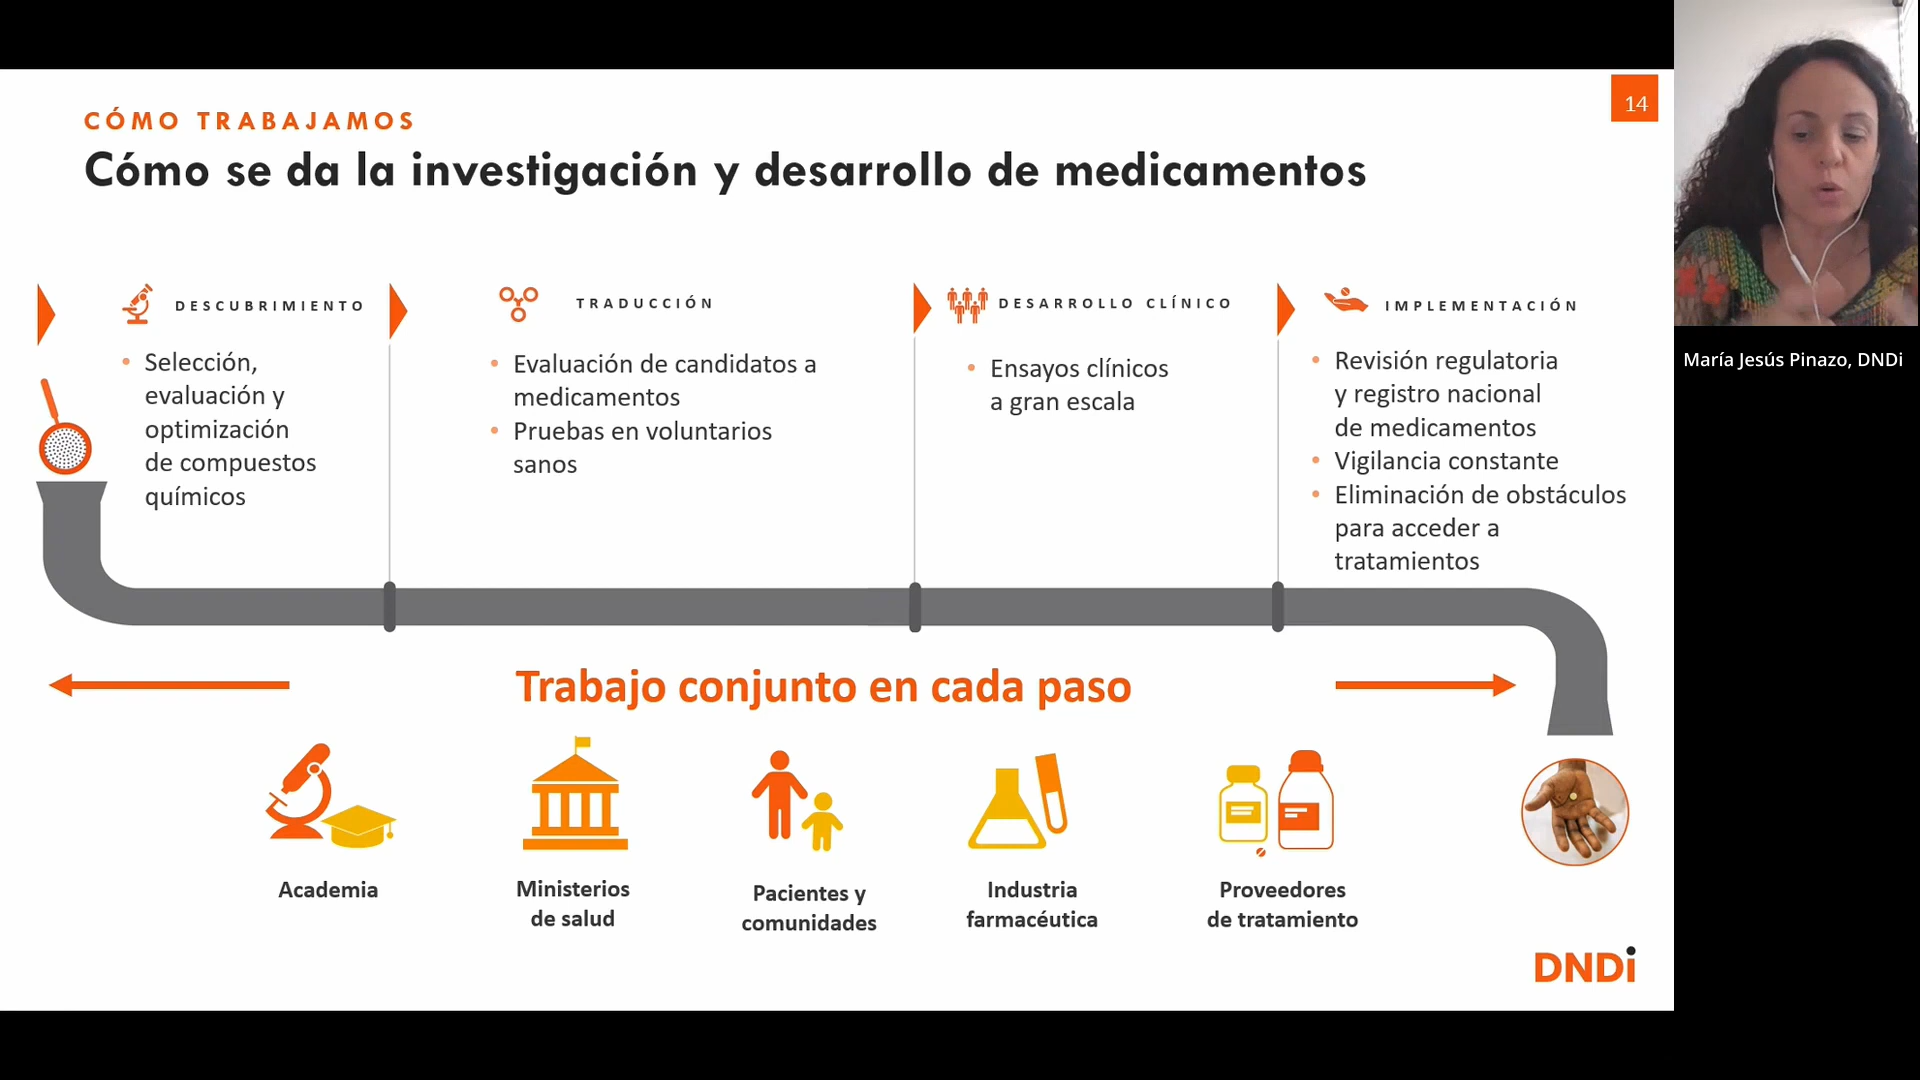 CÓMO TRABAJAMOS
14
Cómo se da la investigación y desarrollo de medicamentos
DESCUBRIMIENTO
• Selección,
evaluación y
optimización
de compuestos
químicos
TRADUCCIÓN
• Evaluación de candidatos a
medicamentos
• Pruebas en voluntarios
sanos
DESARROLLO CLÍNICO
• Ensayos clínicos
a gran escala
IMPLEMENTACIÓN
• Revisión regulatoria
y registro nacional
de medicamentos
• Vigilancia constante
• Eliminación de obstáculos
para acceder a
tratamientos
Trabajo conjunto en cada paso
Academia
Ministerios
de salud
Pacientes y
comunidades
Industria
farmacéutica
Proveedores
de tratamiento
DNDi
María Jesús Pinazo, DNDi